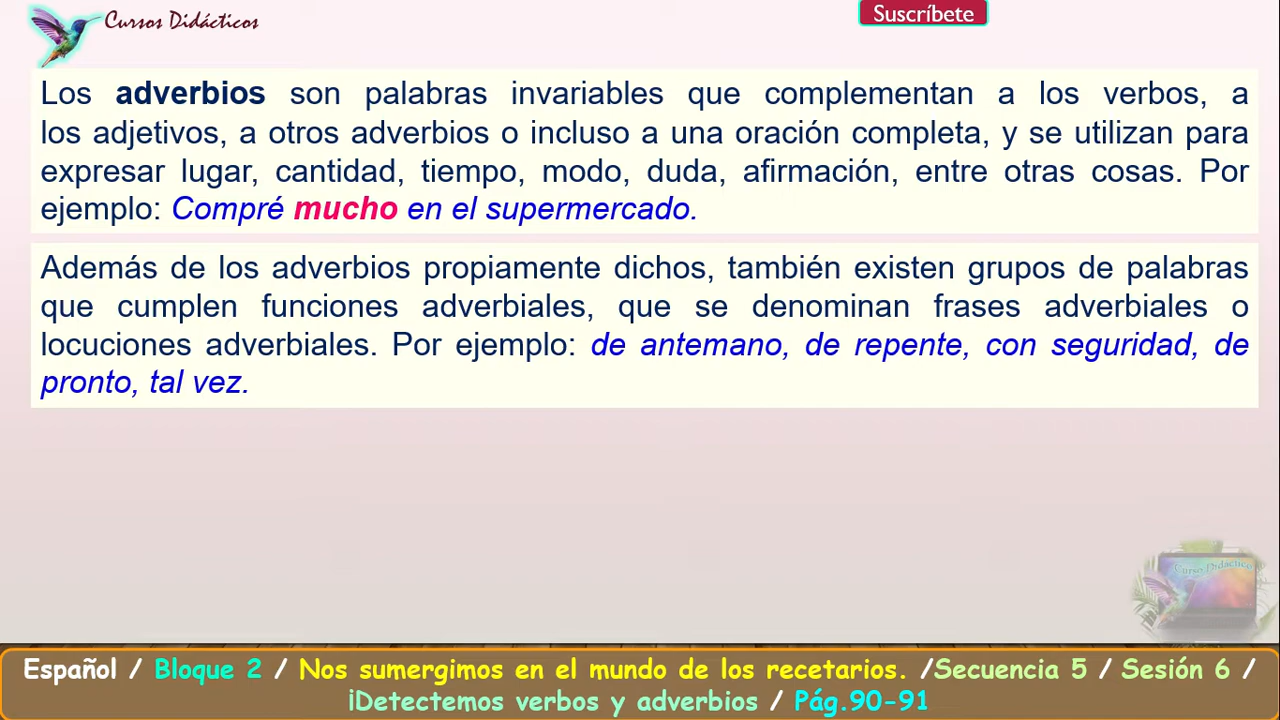 Cursos Didácticos
Suscríbete
Los adverbios son palabras invariables que complementan a los verbos, a
los adjetivos, a otros adverbios o incluso a una oración completa, y se utilizan para
expresar lugar, cantidad, tiempo, modo, duda, afirmación, entre otras cosas. Por
ejemplo: Compré mucho en el supermercado.
Además de los adverbios propiamente dichos, también existen grupos de palabras
que cumplen funciones adverbiales, que se denominan frases adverbiales o
locuciones adverbiales. Por ejemplo: de antemano, de repente, con seguridad, de
pronto, tal vez.
Curso Didáctico
Español / Bloque 2 / Nos sumergimos en el mundo de los recetarios. /Secuencia 5 / Sesión 6 /
¡Detectemos verbos y adverbios / Pág.90-91